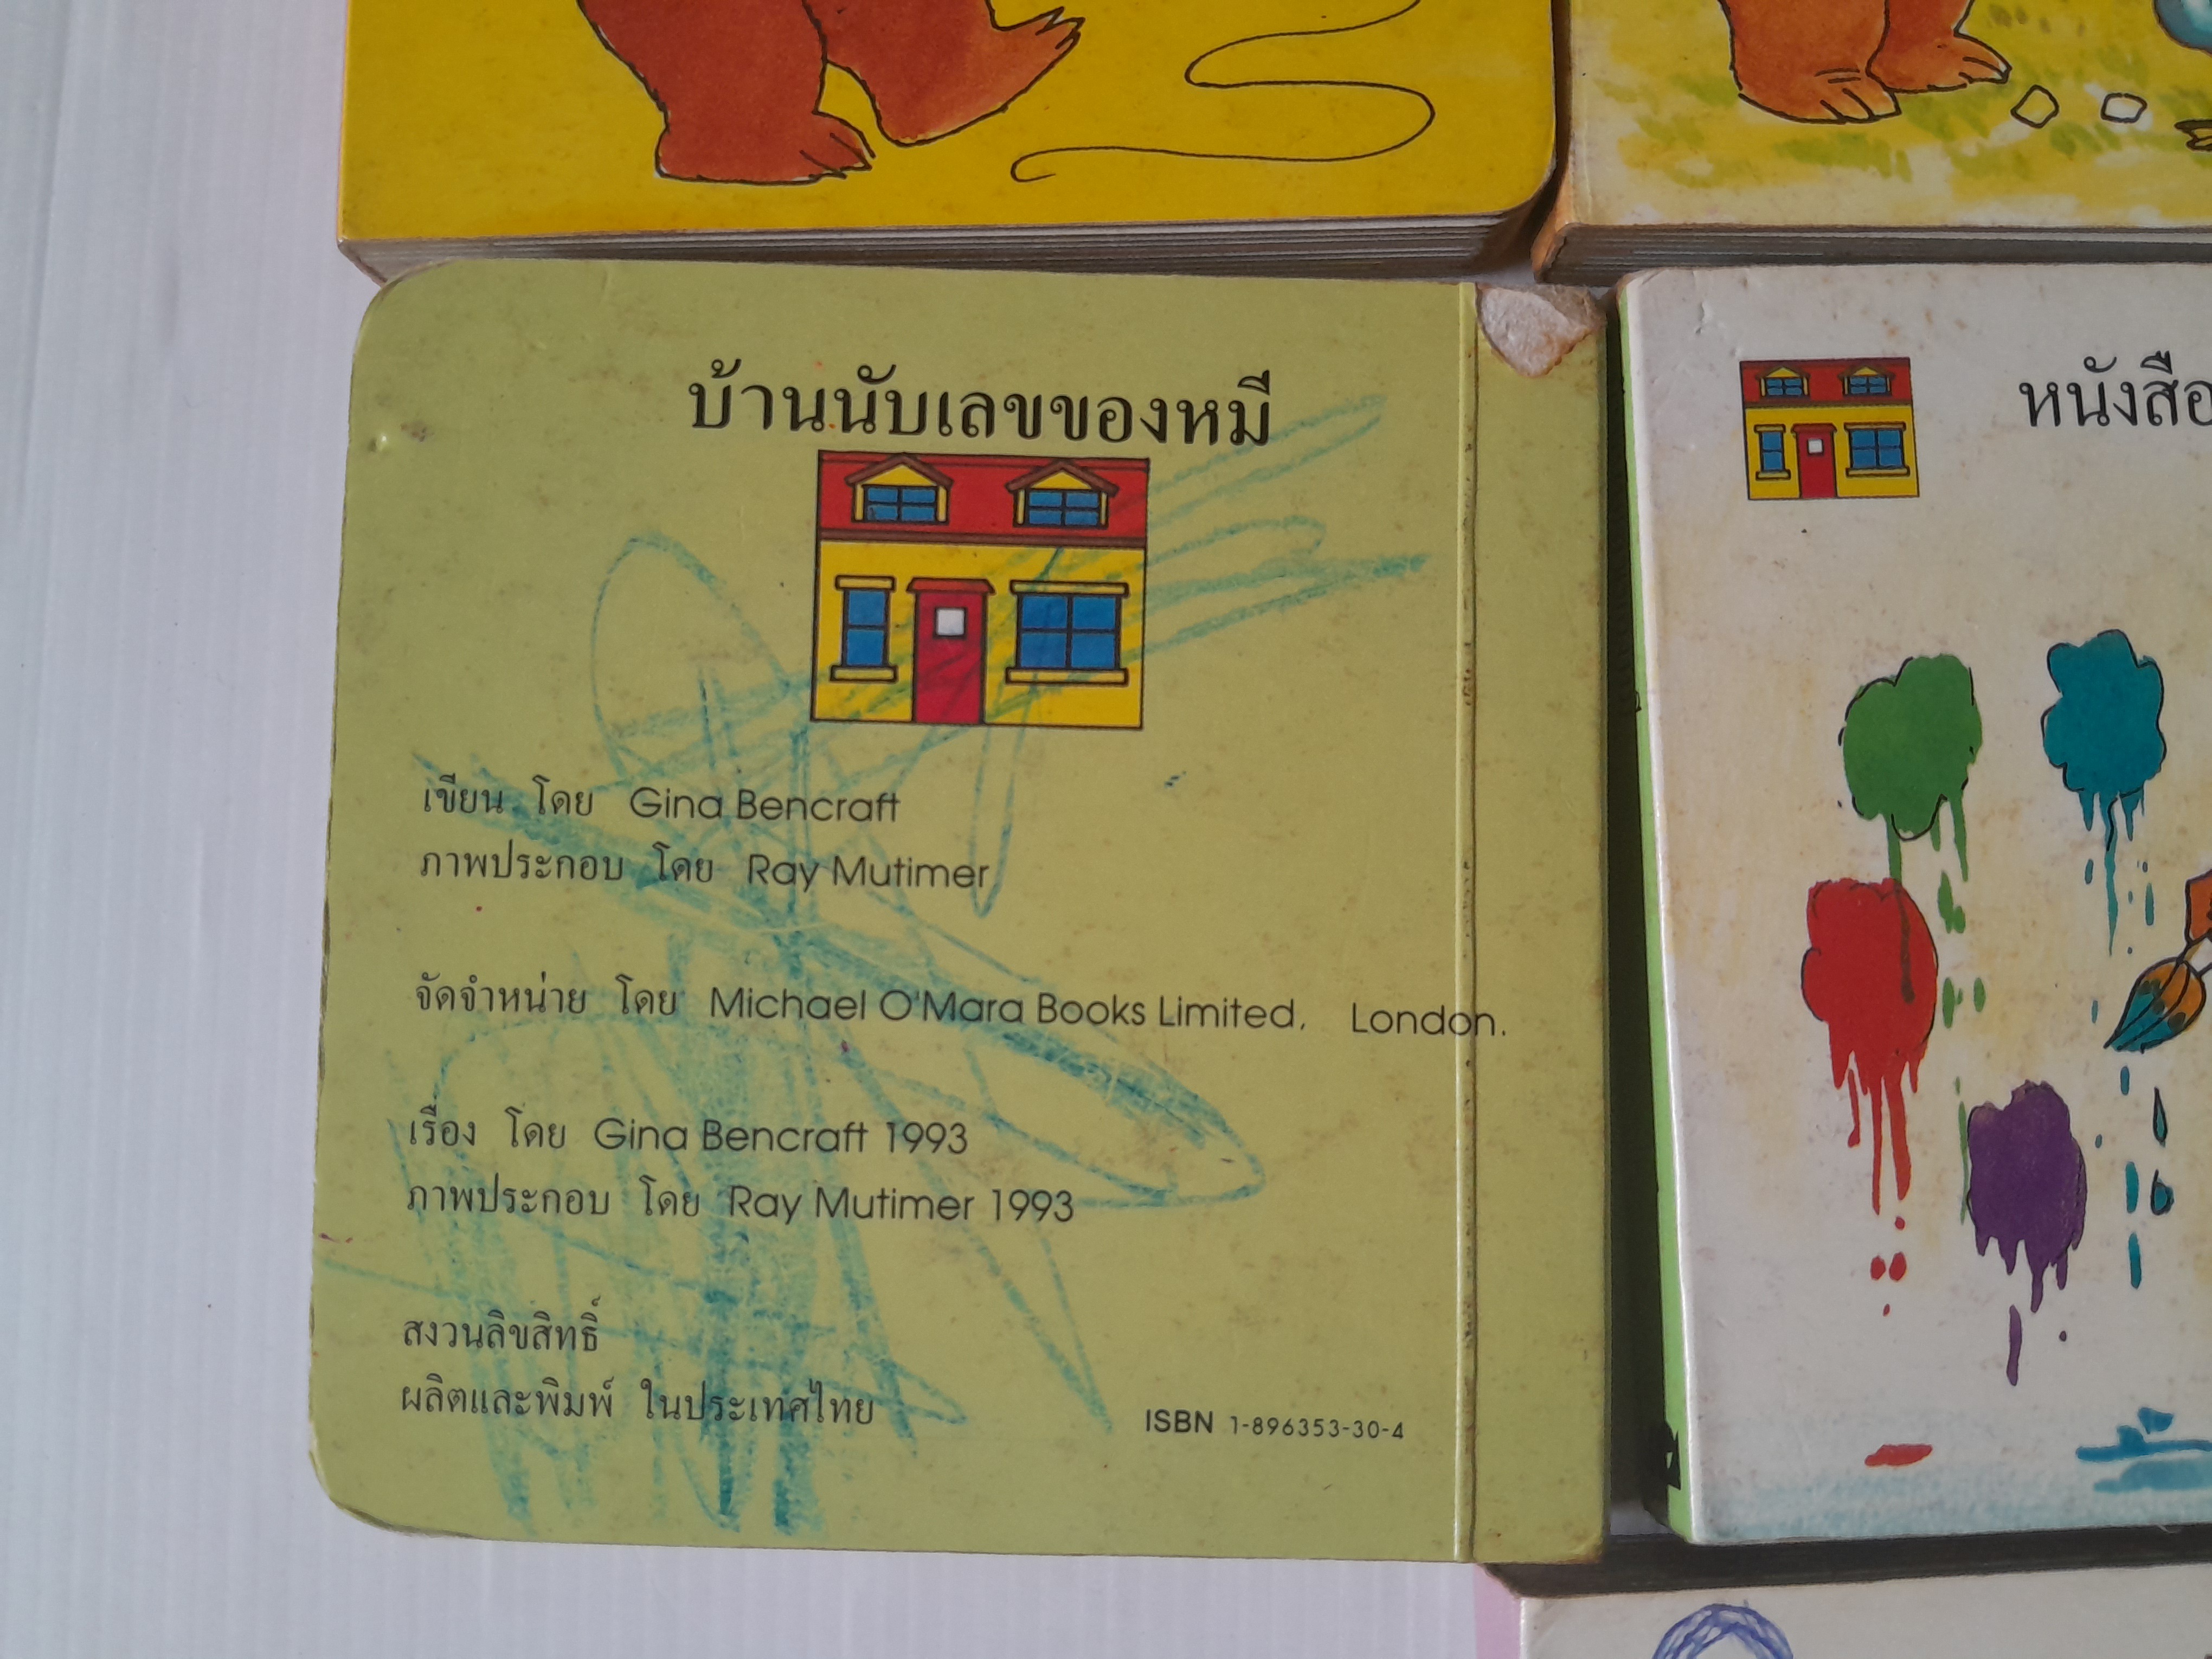 บ้านนับเลขของหมี
เขียน โดย Gina Bencraft
ภาพประกอบ โดย Ray Mutimer
จัดจำหน่าย โดย Michael O'Mara Books Limited, London.
เรื่อง โดย Gina Bencraft 1993
ภาพประกอบ โดย Ray Mutimer 1993
สงวนลิขสิทธิ์
ผลิตและพิมพ์ ในประเทศไทย
ISBN 1-896353-30-4
หนังสือ